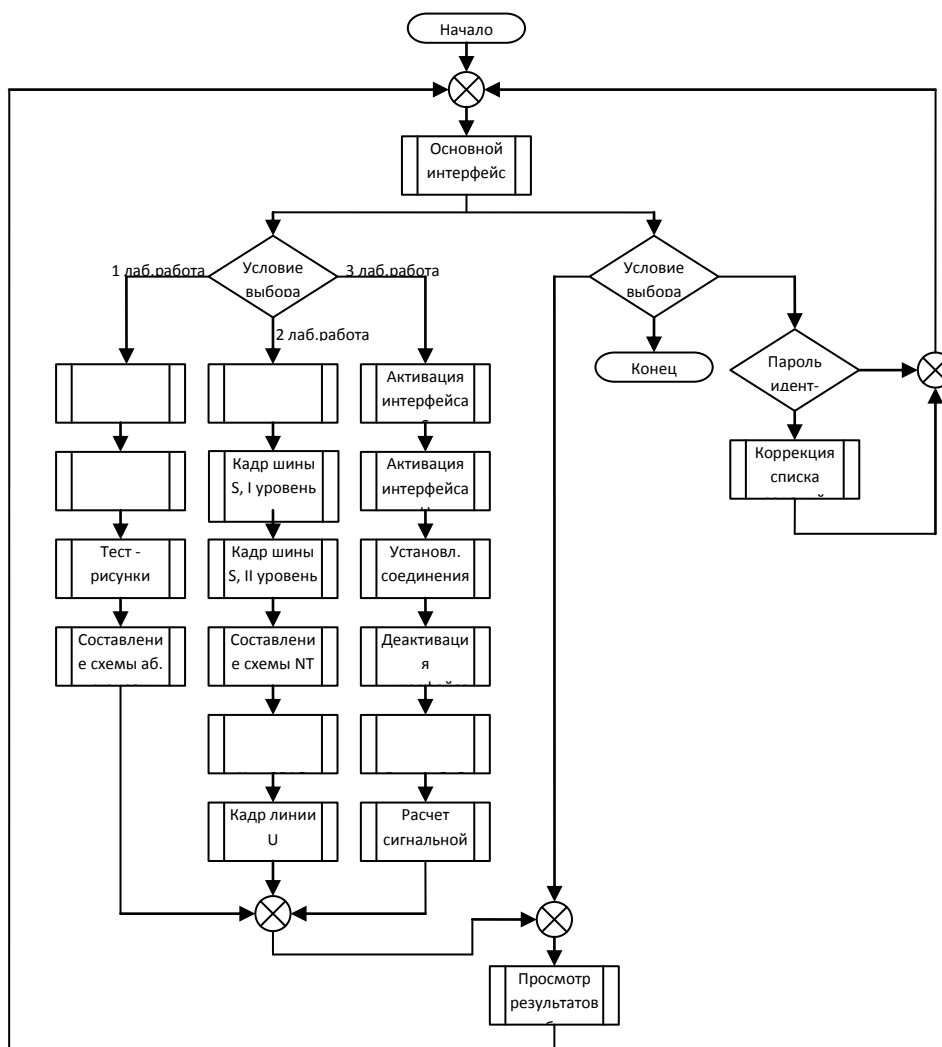 Начало
Основной
интерфейс
1 лаб.работа
Условие
выбора
3 лаб.работа
2 лаб.работа
Условие
выбора
Конец
Пароль
идент-
Коррекция
списка
Активация
интерфейса
Кадр шины
S, I уровень
Активация
интерфейса
Тест -
рисунки
Кадр шины
S, II уровень
Установл.
соединения
Составлени
е схемы аб.
Составлени
е схемы NT
Деактиваци
я
Кадр линии
U
Расчет
сигнальной
Просмотр
результатов